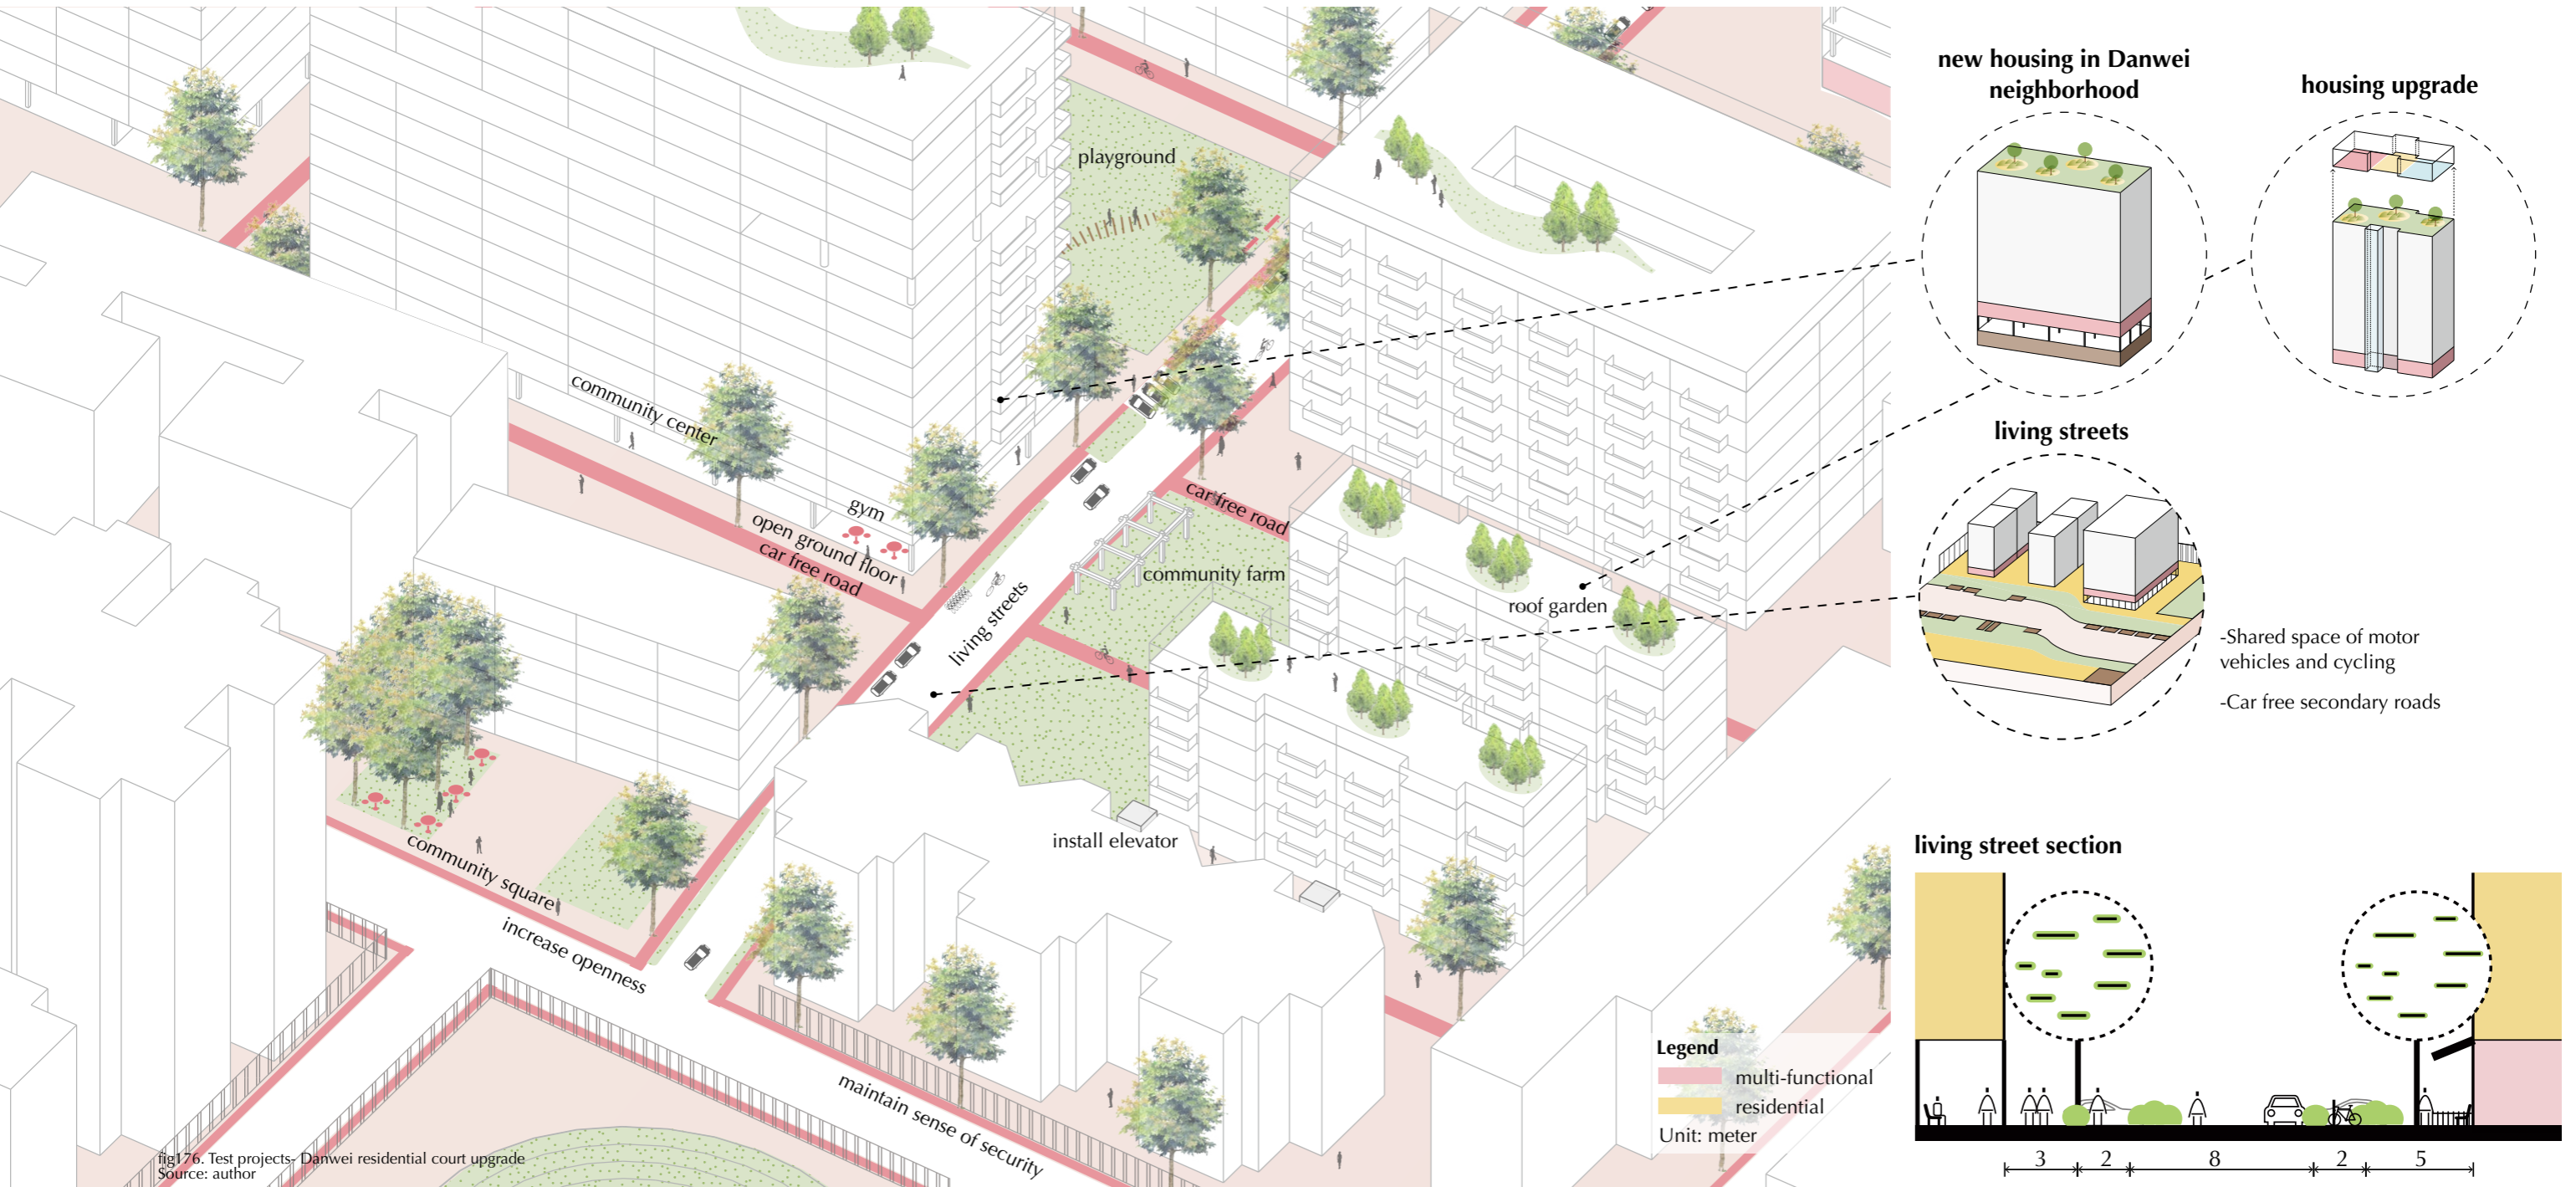 playground
community center
gym
open ground floor
car free road
car free road
community farm
living streets
roof garden
install elevator
community square
increase openness
maintain sense of security
fig176. Test projects- Danwei residential court upgrade
Source: author
Legend
multi-functional
residential
Unit: meter
new housing in Danwei
neighborhood
housing upgrade
living streets
-Shared space of motor
vehicles and cycling
-Car free secondary roads
living street section
3 2 8 2 5